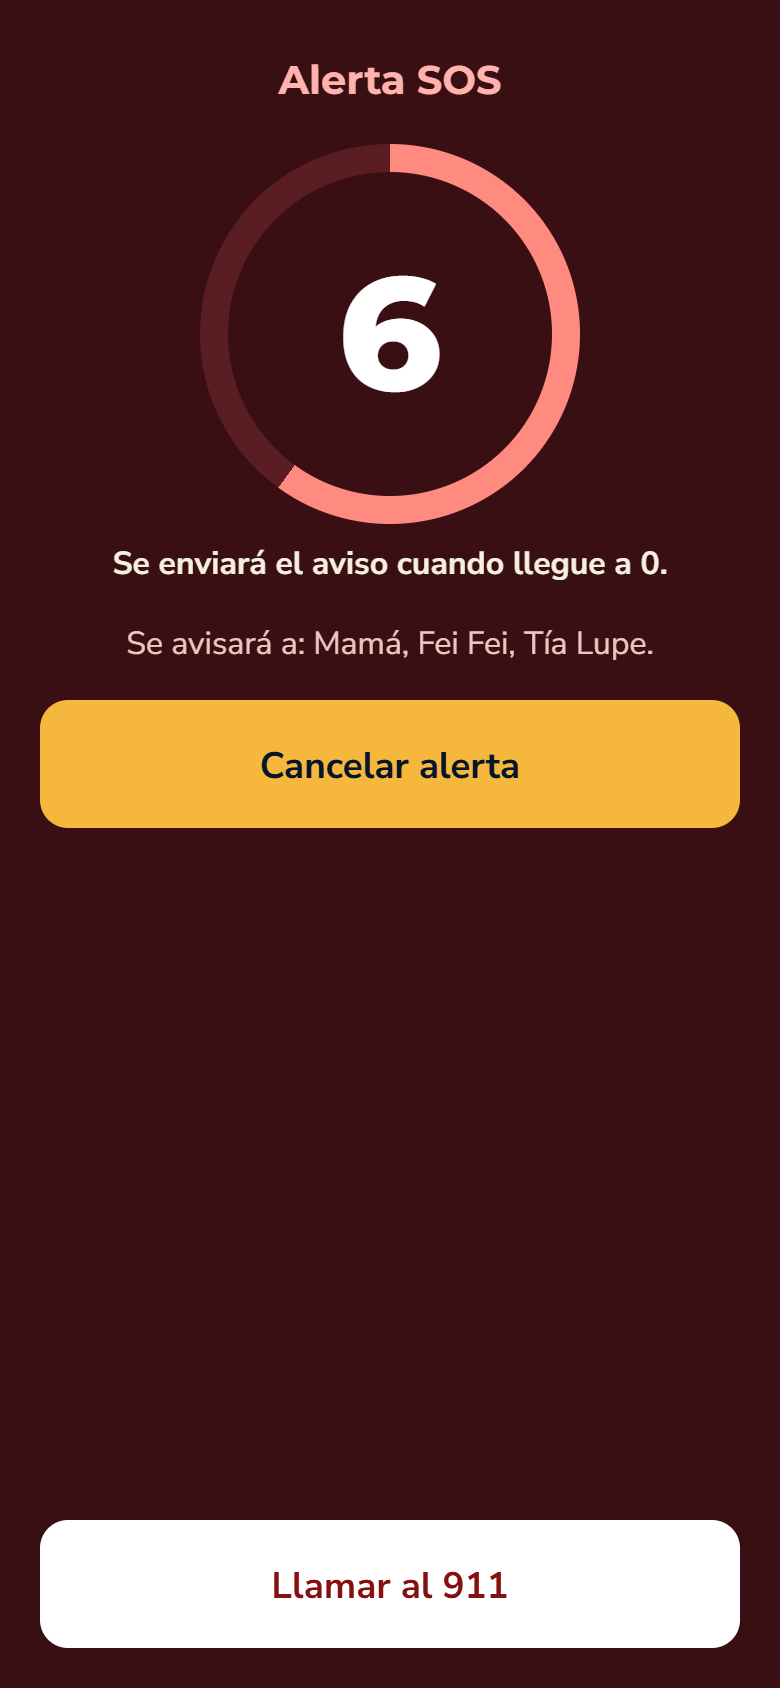 Alerta SOS
6
Se enviará el aviso cuando llegue a 0.
Se avisará a: Mamá, Fei Fei, Tía Lupe.
Cancelar alerta
Llamar al 911